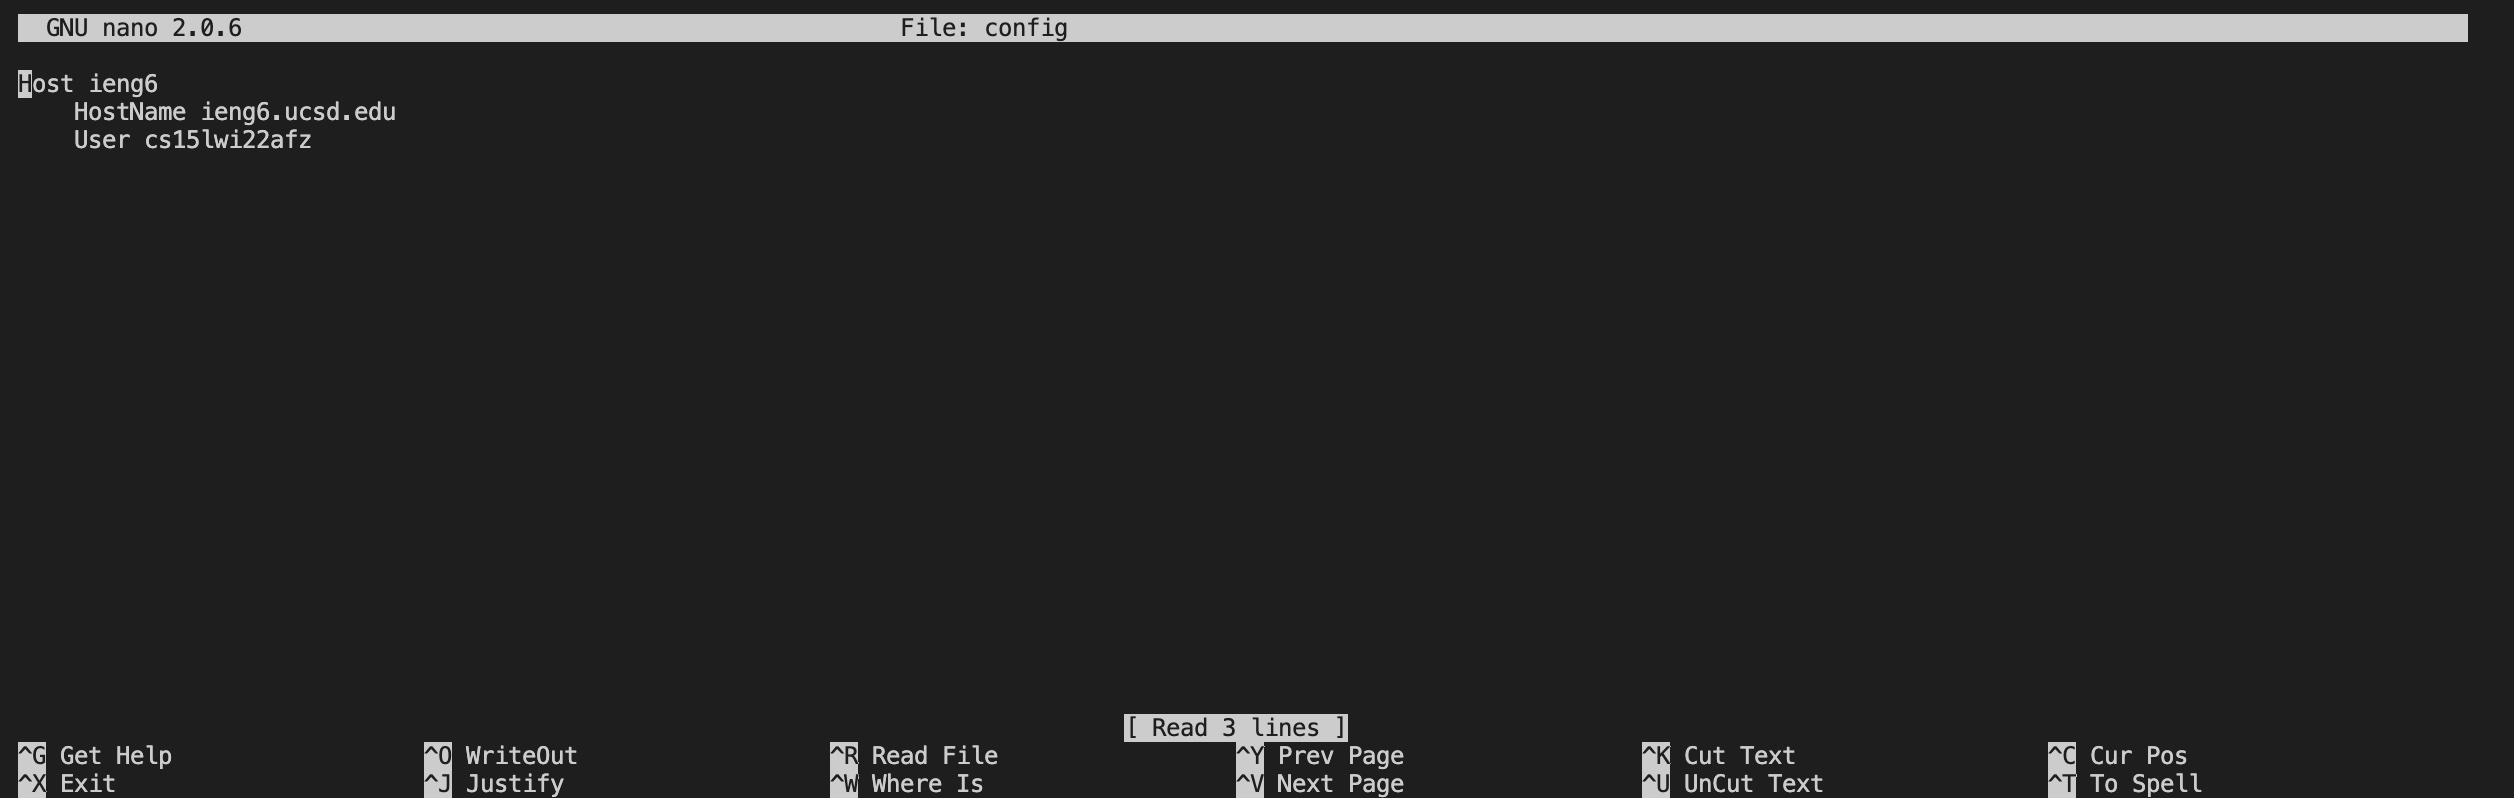 GNU nano 2.0.6 File: config
Host ieng6
HostName ieng6.ucsd.edu
User cs15lwi22afz
[ Read 3 lines ]
^G Get Help ^O WriteOut ^R Read File ^Y Prev Page ^K Cut Text ^C Cur Pos
^X Exit ^J Justify ^W Where Is ^V Next Page ^U UnCut Text ^T To Spell